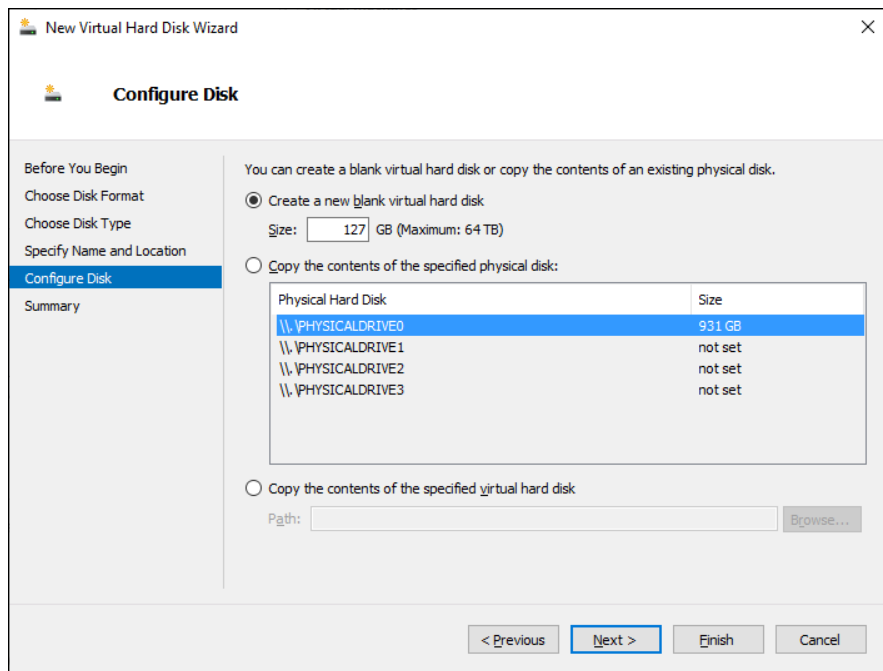 New Virtual Hard Disk Wizard
Configure Disk
Before You Begin
Choose Disk Format
Choose Disk Type
Specify Name and Location
Configure Disk
Summary
You can create a blank virtual hard disk or copy the contents of an existing physical disk.
Create a new blank virtual hard disk
Size: 127 GB (Maximum: 64 TB)
Copy the contents of the specified physical disk:
Physical Hard Disk Size
\\.\PHYSICALDRIVE0 931 GB
\\.\PHYSICALDRIVE1 not set
\\.\PHYSICALDRIVE2 not set
\\.\PHYSICALDRIVE3 not set
Copy the contents of the specified virtual hard disk
Path: Browse...
< Previous Next > Finish Cancel